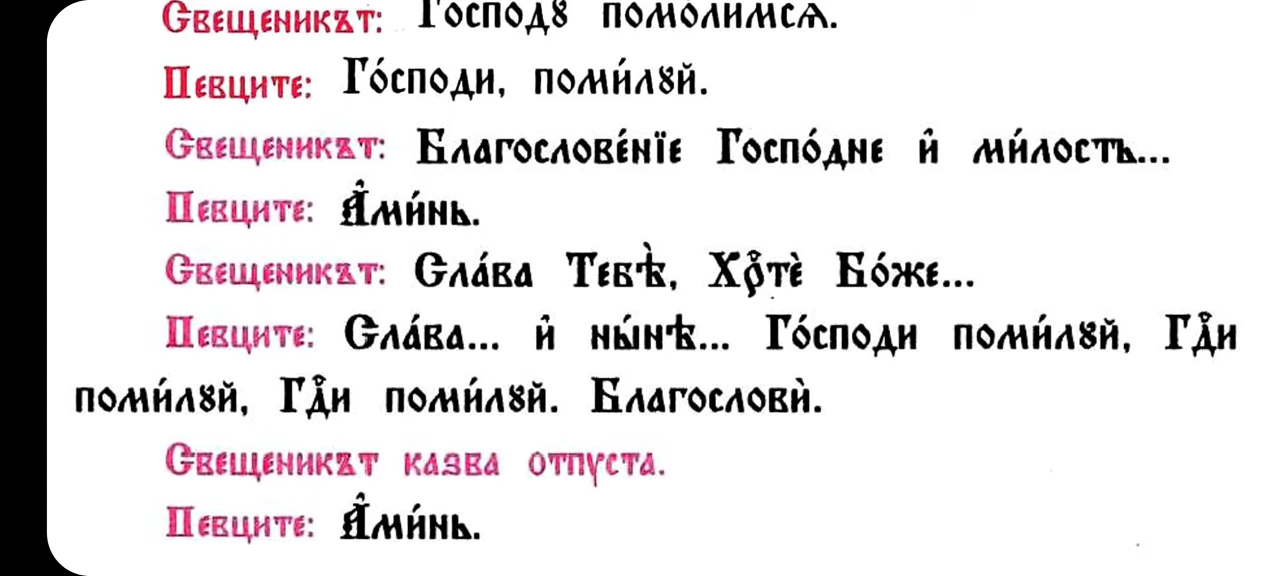 Свещеникът: Господꙋ помолимсѧ.
Певците: Го́споди, поми́лꙋй.
Свещеникът: Благослове́нїе Госпо́дне и҆̀ ми́лость...
Певците: А҆ми́нь.
Свещеникът: Сла́ва Тебѣ̀, Хрⷭ҇тѐ Бо́же...
Певците: Сла́ва... и҆ ны́нѣ... Го́споди поми́лꙋй, Гдⷭ҇и
поми́лꙋй, Гдⷭ҇и поми́лꙋй. Благословѝ.
Свещеникът казва отпуста.
Певците: А҆ми́нь.